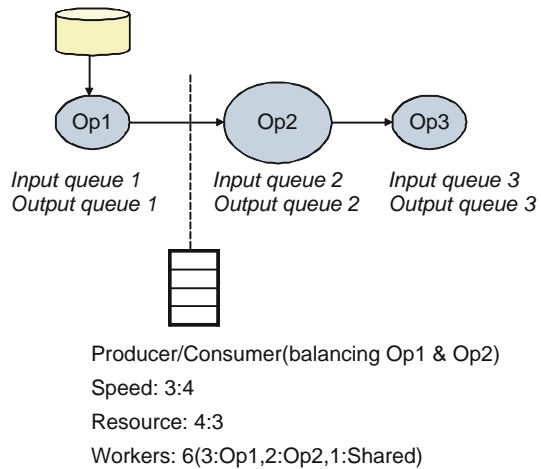 Op1
Op2
Op3
Input queue 1
Output queue 1
Input queue 2
Output queue 2
Input queue 3
Output queue 3
Producer/Consumer(balancing Op1 & Op2)
Speed: 3:4
Resource: 4:3
Workers: 6(3:Op1,2:Op2,1:Shared)